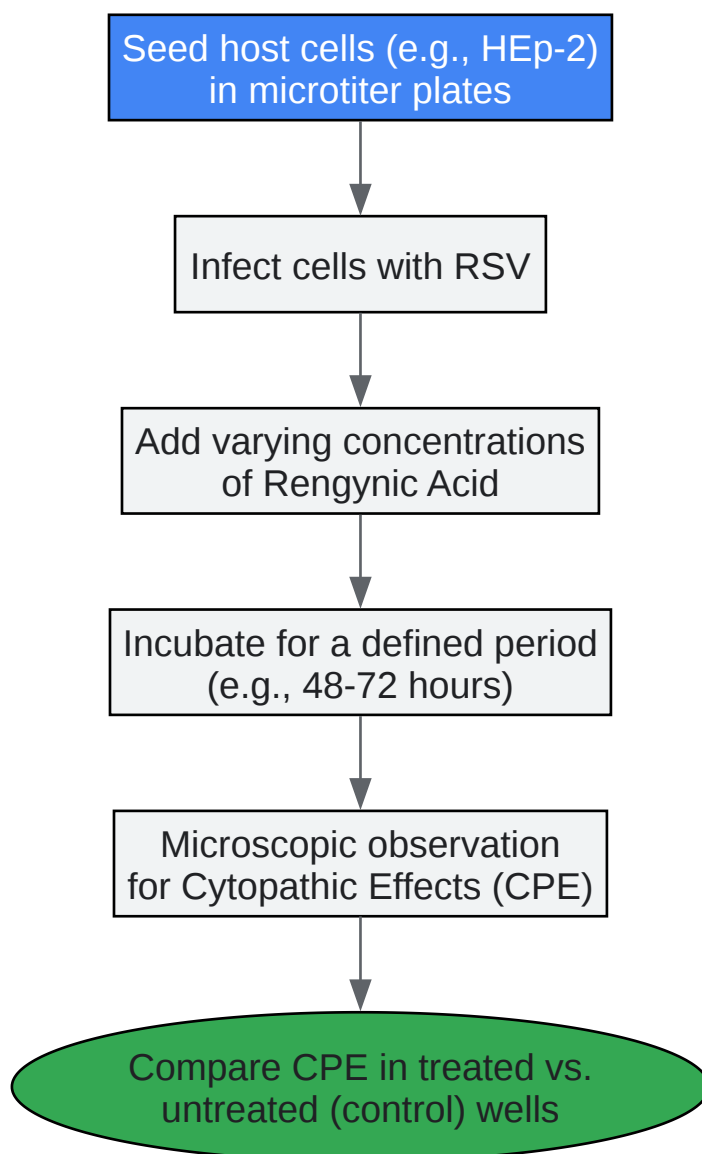 Seed host cells (e.g., HEp-2)
in microtiter plates
Infect cells with RSV
Add varying concentrations
of Rengynic Acid
Incubate for a defined period
(e.g., 48-72 hours)
Microscopic observation
for Cytopathic Effects (CPE)
Compare CPE in treated vs.
untreated (control) wells